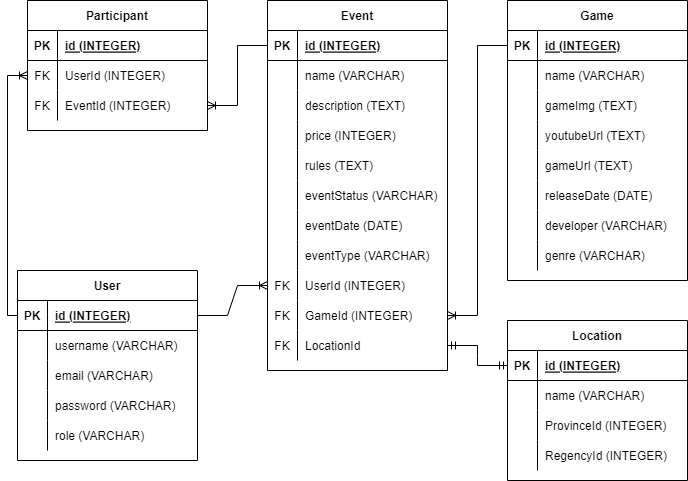 Participant
PK id (INTEGER)
FK UserId (INTEGER)
FK EventId (INTEGER)
Event
PK id (INTEGER)
name (VARCHAR)
description (TEXT)
price (INTEGER)
rules (TEXT)
eventStatus (VARCHAR)
eventDate (DATE)
eventType (VARCHAR)
FK UserId (INTEGER)
FK GameId (INTEGER)
FK LocationId
Game
PK id (INTEGER)
name (VARCHAR)
gameImg (TEXT)
youtubeUrl (TEXT)
gameUrl (TEXT)
releaseDate (DATE)
developer (VARCHAR)
genre (VARCHAR)
User
PK id (INTEGER)
username (VARCHAR)
email (VARCHAR)
password (VARCHAR)
role (VARCHAR)
Location
PK id (INTEGER)
name (VARCHAR)
ProvinceId (INTEGER)
RegencyId (INTEGER)